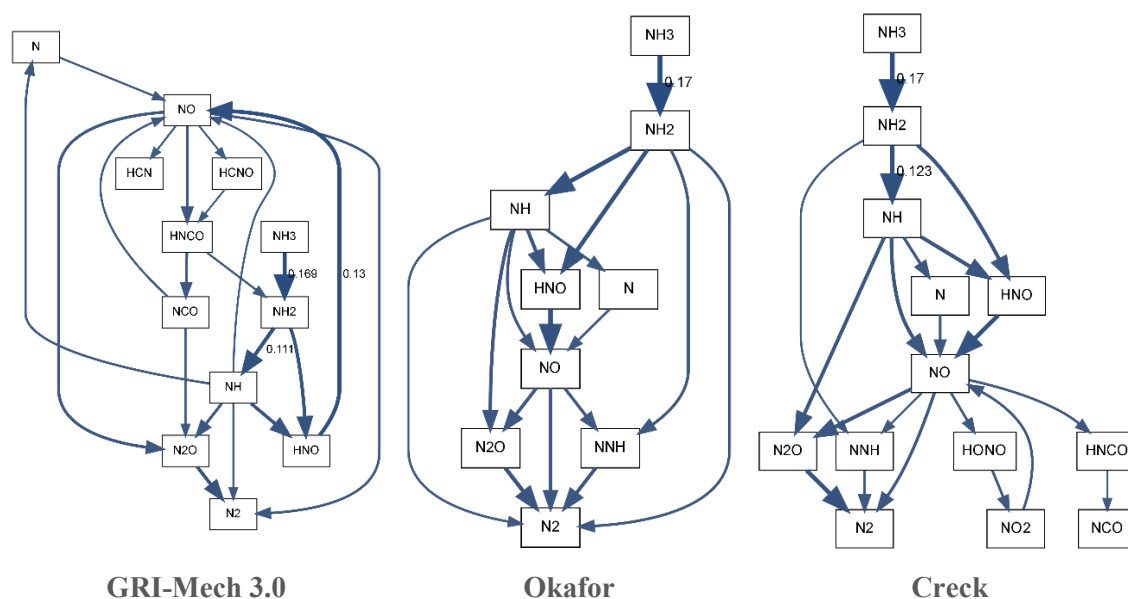 N
NO
HCN
HCNO
HNCO
NH3
0.169
0.13
NCO
NH2
0.111
NH
N2O
HNO
N2
GRI-Mech 3.0
NH3
0.17
NH2
NH
HNO
N
NO
N2O
NNH
N2
Okafor
NH3
0.17
NH2
0.123
NH
N
HNO
NO
N2O
NNH
HONO
HNCO
N2
NO2
NCO
Creck